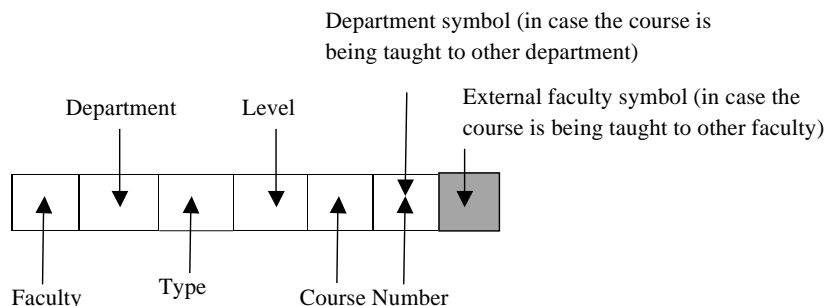 Department symbol (in case the course is
being taught to other department)
Department
Level
External faculty symbol (in case the
course is being taught to other faculty)
Faculty
Type
Course Number